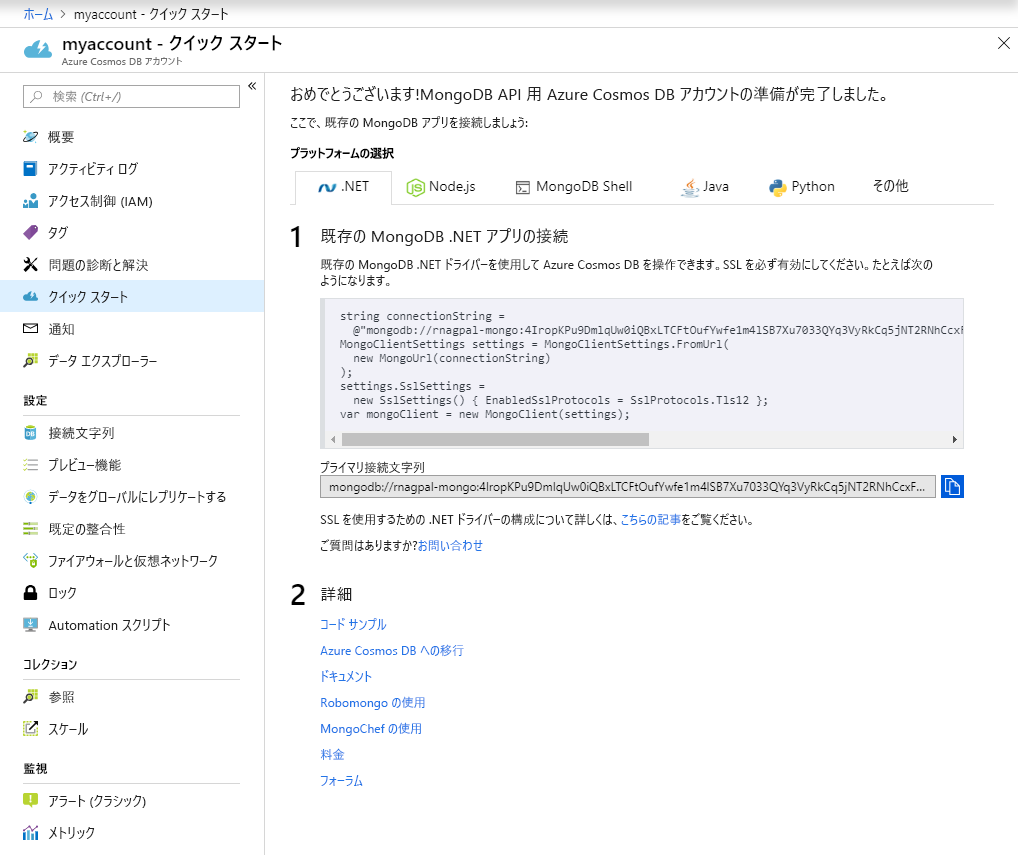 ホーム > myaccount - クイック スタート
myaccount - クイック スタート
Azure Cosmos DB アカウント
検索 (Ctrl+/)
概要
アクティビティ ログ
アクセス制御 (IAM)
タグ
問題の診断と解決
クイック スタート
通知
データ エクスプローラー
設定
接続文字列
プレビュー機能
データをグローバルにレプリケートする
既定の整合性
ファイアウォールと仮想ネットワーク
ロック
Automation スクリプト
コレクション
参照
スケール
監視
アラート (クラシック)
メトリック
おめでとうございます!MongoDB API 用 Azure Cosmos DB アカウントの準備が完了しました。
ここで、既存の MongoDB アプリを接続しましょう:
プラットフォームの選択
.NET Node.js MongoDB Shell Java Python その他
1 既存の MongoDB .NET アプリの接続
既存の MongoDB .NET ドライバーを使用して Azure Cosmos DB を操作できます。SSL を必ず有効にしてください。たとえば次の
ようになります。
string connectionString =
@"mongodb://rnagpal-mongo:4IropKPu9DmlqUw0iQBxLTCFtOufYwfe1m4lSB7Xu7033QYq3VyRkCq5jNT2RNhCcxF
MongoClientSettings settings = MongoClientSettings.FromUrl(
new MongoUrl(connectionString)
);
settings.SslSettings =
new SslSettings() { EnabledSslProtocols = SslProtocols.Tls12 };
var mongoClient = new MongoClient(settings);
プライマリ接続文字列
mongodb://rnagpal-mongo:4IropKPu9DmlqUw0iQBxLTCFtOufYwfe1m4lSB7Xu7033QYq3VyRkCq5jNT2RNhCcxF...
SSL を使用するための .NET ドライバーの構成について詳しくは、こちらの記事をご覧ください。
ご質問はありますか?お問い合わせ
2 詳細
コード サンプル
Azure Cosmos DB への移行
ドキュメント
Robomongo の使用
MongoChef の使用
料金
フォーラム